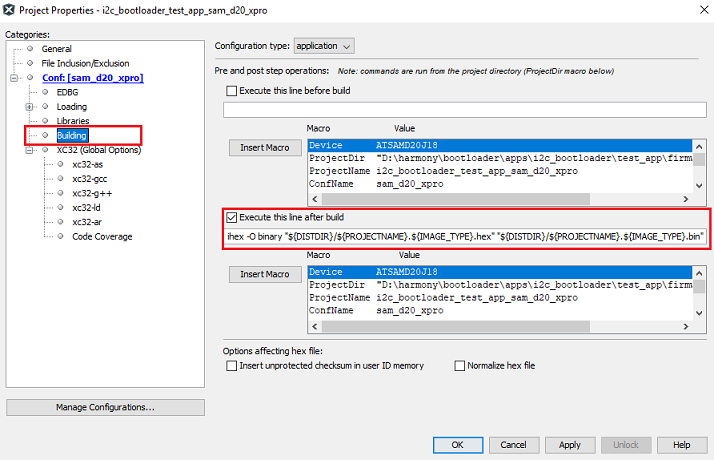 Project Properties - i2c_bootloader_test_app_sam_d20_xpro
Categories:
General
File Inclusion/Exclusion
Conf: [sam_d20_xpro]
EDBG
Loading
Libraries
Building
XC32 (Global Options)
xc32-as
xc32-gcc
xc32-g++
xc32-ld
xc32-ar
Code Coverage
Manage Configurations...
Configuration type: application
Pre and post step operations: Note: commands are run from the project directory (ProjectDir macro below)
Execute this line before build
Insert Macro
Macro Value
Device ATSAMD20J18
ProjectDir "D:\harmony\bootloader\apps\i2c_bootloader\test_app\firm
ProjectName i2c_bootloader_test_app_sam_d20_xpro
ConfName sam_d20_xpro
Execute this line after build
ihex -O binary "${DISTDIR}/${PROJECTNAME}.${IMAGE_TYPE}.hex" "${DISTDIR}/${PROJECTNAME}.${IMAGE_TYPE}.bin"
Insert Macro
Macro Value
Device ATSAMD20J18
ProjectDir "D:\harmony\bootloader\apps\i2c_bootloader\test_app\firm
ProjectName i2c_bootloader_test_app_sam_d20_xpro
ConfName sam_d20_xpro
Options affecting hex file:
Insert unprotected checksum in user ID memory Normalize hex file
OK Cancel Apply Unlock Help